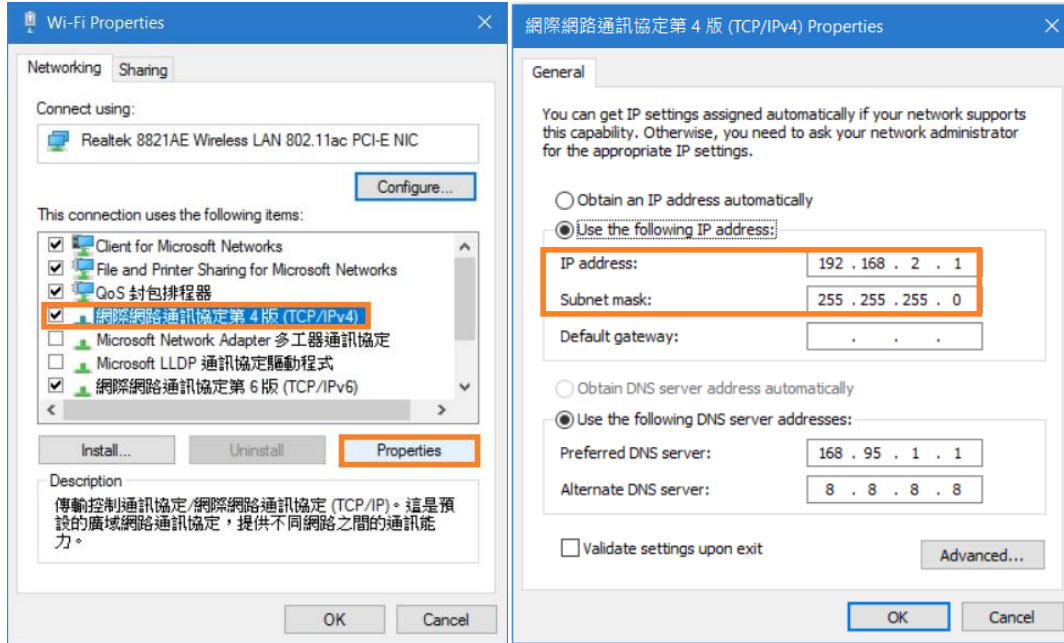 Wi-Fi Properties
Networking
Sharing
Connect using:
Realtek 8821AE Wireless LAN 802.11ac PCI-E NIC
Configure...
This connection uses the following items:
Client for Microsoft Networks
File and Printer Sharing for Microsoft Networks
QoS 封包排程器
網際網路通訊協定第 4 版 (TCP/IPv4)
Microsoft Network Adapter 多工器通訊協定
Microsoft LLDP 通訊協定驅動程式
網際網路通訊協定第 6 版 (TCP/IPv6)
Install...
Uninstall
Properties
Description
傳輸控制通訊協定/網際網路通訊協定 (TCP/IP)。這是預
設的廣域網路通訊協定，提供不同網路之間的通訊能
力。
OK
Cancel
網際網路通訊協定第 4 版 (TCP/IPv4) Properties
General
You can get IP settings assigned automatically if your network supports
this capability. Otherwise, you need to ask your network administrator
for the appropriate IP settings.
Obtain an IP address automatically
Use the following IP address:
IP address: 192 . 168 . 2 . 1
Subnet mask: 255 . 255 . 255 . 0
Default gateway: . . .
Obtain DNS server address automatically
Use the following DNS server addresses:
Preferred DNS server: 168 . 95 . 1 . 1
Alternate DNS server: 8 . 8 . 8 . 8
Validate settings upon exit
Advanced...
OK
Cancel